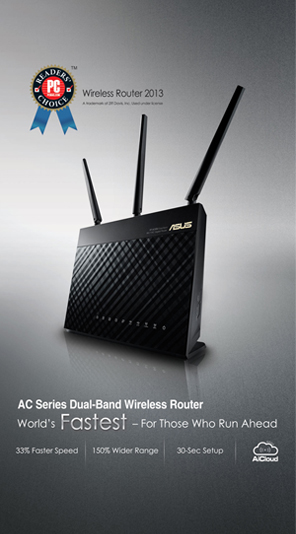 READERS' CHOICE
PC
TM
Wireless Router 2013
A trademark of Ziff Davis, Inc. Used under license
ASUS
AC Series Dual-Band Wireless Router
World's Fastest – For Those Who Run Ahead
33% Faster Speed
150% Wider Range
30-Sec Setup
AiCloud